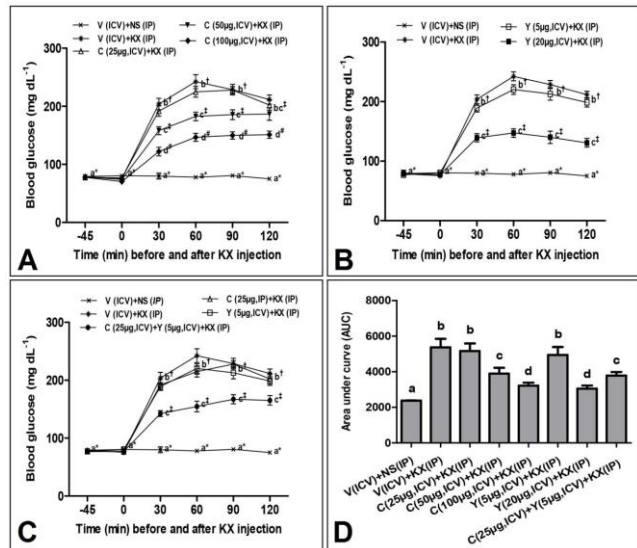 V (ICV)+NS (IP)
V (ICV)+KX (IP)
C (25µg,ICV)+KX (IP)
C (50µg,ICV)+KX (IP)
C (100µg,ICV)+KX (IP)
Blood glucose (mg dL⁻¹)
300
200
100
0
b†
b†
b†
bc‡
c‡
c‡
c‡
d#
d#
d#
d#
a*
a*
a*
a*
a*
a*
-45 0 30 60 90 120
Time (min) before and after KX injection
A
V (ICV)+NS (IP)
V (ICV)+KX (IP)
Y (5µg,ICV)+KX (IP)
Y (20µg,ICV)+KX (IP)
Blood glucose (mg dL⁻¹)
300
200
100
0
b†
b†
b†
b†
c‡
c‡
c‡
c‡
a*
a*
a*
a*
a*
a*
-45 0 30 60 90 120
Time (min) before and after KX injection
B
V (ICV)+NS (IP)
V (ICV)+KX (IP)
C (25µg,IP)+KX (IP)
Y (5µg,ICV)+KX (IP)
C (25µg,ICV)+Y (5µg,ICV)+KX (IP)
Blood glucose (mg dL⁻¹)
300
200
100
0
b†
b†
b†
b†
c‡
c‡
c‡
c‡
a*
a*
a*
a*
a*
a*
-45 0 30 60 90 120
Time (min) before and after KX injection
C
Area under curve (AUC)
8000
6000
4000
2000
0
a b b c d b d c
V(ICV)+NS(IP)
V(ICV)+KX(IP)
C(25µg,ICV)+KX(IP)
C(50µg,ICV)+KX(IP)
C(100µg,ICV)+KX(IP)
Y(5µg,ICV)+KX(IP)
Y(20µg,ICV)+KX(IP)
C(25µg,ICV)+Y(5µg,ICV)+KX(IP)
D